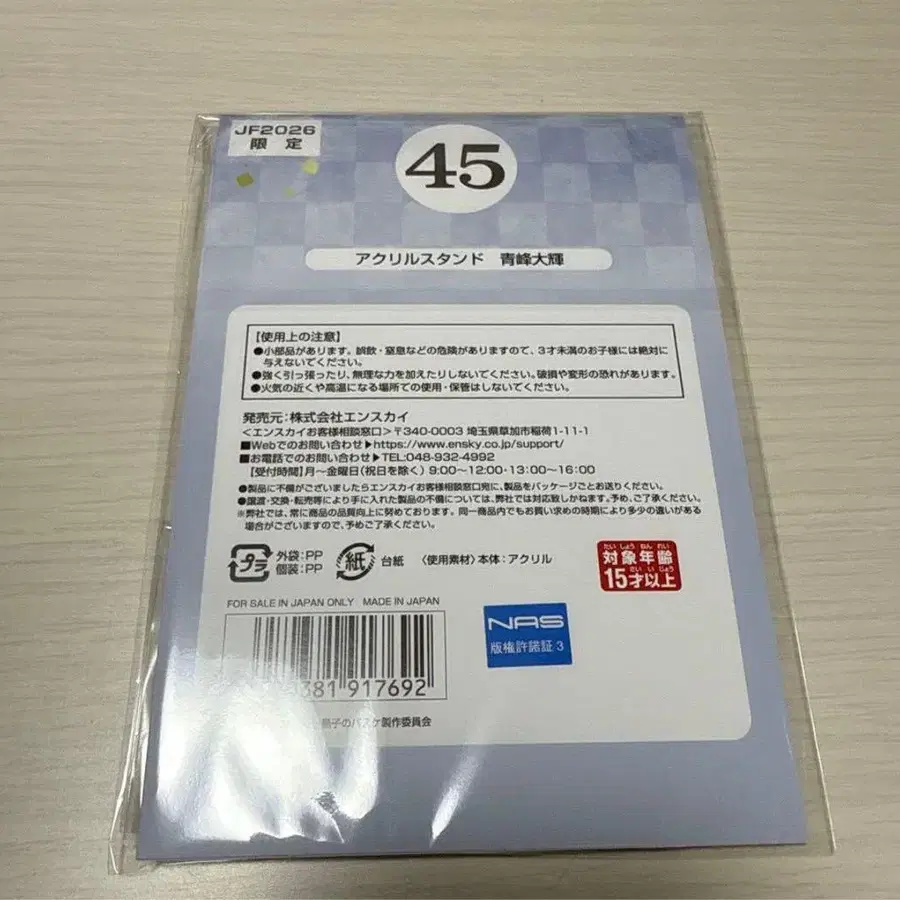 JF2026
限 定
45
アクリルスタンド 青峰大輝
【使用上の注意】
●小部品があります。誤飲・窒息などの危険がありますので、3才未満のお子様には絶対に
与えないでください。
●強く引っ張ったり、無理な力を加えたりしないでください。破損や変形の恐れがあります。
●火気の近くや高温になる場所での使用・保管はしないでください。
発売元:株式会社エンスカイ
<エンスカイお客様相談窓口>〒340-0003 埼玉県草加市稲荷1-11-1
■Webでのお問い合わせ▶https://www.ensky.co.jp/support/
■お電話でのお問い合わせ▶TEL:048-932-4992
【受付時間】月~金曜日(祝日を除く) 9:00~12:00・13:00~16:00
●製品に不備がございましたらエンスカイお客様相談窓口宛に、製品をパッケージごとお送りください。
●譲渡・交換・転売等により手に入れた製品の不備については、弊社では対応致しかねます。予め、ご了承ください。
※弊社では、常に商品の品質向上に努めております。同一商品内でもお買い求めの時期により多少の違いがある
場合がございますので、予めご了承ください。
プラ
外袋:PP
個装:PP
紙
台紙
〈使用素材〉本体:アクリル
たい しょう ねん れい
対象年齢
15才以上
さい い じょう
FOR SALE IN JAPAN ONLY MADE IN JAPAN
NAS
版権許諾証 3
381 917692
子のバスケ製作委員会